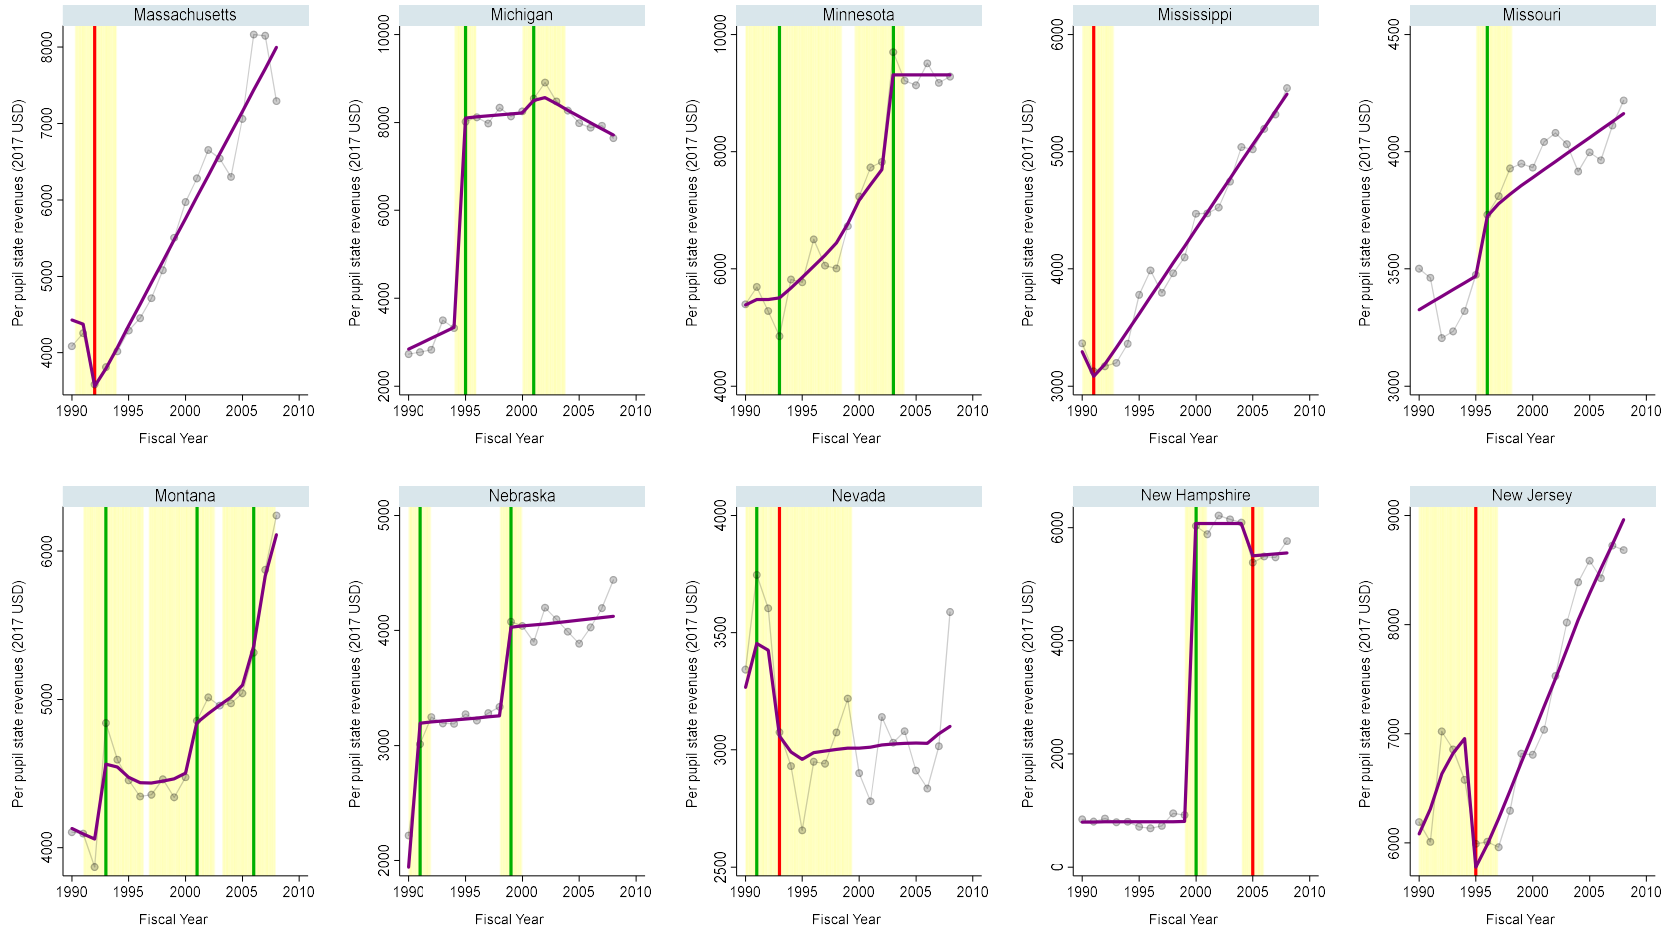 Massachusetts
Per pupil state revenues (2017 USD)
8000
7000
6000
5000
4000
1990 1995 2000 2005 2010
Fiscal Year
Michigan
Per pupil state revenues (2017 USD)
10000
8000
6000
4000
2000
1990 1995 2000 2005 2010
Fiscal Year
Minnesota
Per pupil state revenues (2017 USD)
10000
8000
6000
4000
1990 1995 2000 2005 2010
Fiscal Year
Mississippi
Per pupil state revenues (2017 USD)
6000
5000
4000
3000
1990 1995 2000 2005 2010
Fiscal Year
Missouri
Per pupil state revenues (2017 USD)
4500
4000
3500
3000
1990 1995 2000 2005 2010
Fiscal Year
Montana
Per pupil state revenues (2017 USD)
6000
5000
4000
1990 1995 2000 2005 2010
Fiscal Year
Nebraska
Per pupil state revenues (2017 USD)
5000
4000
3000
2000
1990 1995 2000 2005 2010
Fiscal Year
Nevada
Per pupil state revenues (2017 USD)
4000
3500
3000
2500
1990 1995 2000 2005 2010
Fiscal Year
New Hampshire
Per pupil state revenues (2017 USD)
6000
4000
2000
0
1990 1995 2000 2005 2010
Fiscal Year
New Jersey
Per pupil state revenues (2017 USD)
9000
8000
7000
6000
1990 1995 2000 2005 2010
Fiscal Year